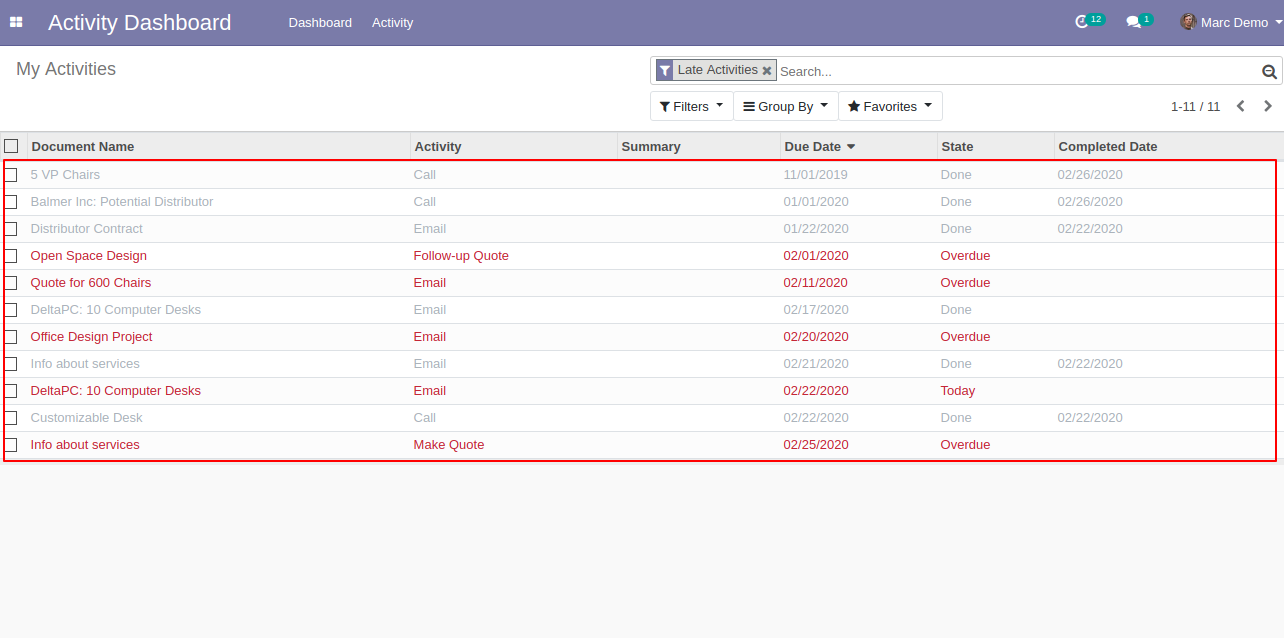 Activity Dashboard Dashboard Activity 12 1 Marc Demo
My Activities Late Activities Search...
Filters Group By Favorites 1-11 / 11
Document Name Activity Summary Due Date State Completed Date
5 VP Chairs Call 11/01/2019 Done 02/26/2020
Balmer Inc: Potential Distributor Call 01/01/2020 Done 02/26/2020
Distributor Contract Email 01/22/2020 Done 02/22/2020
Open Space Design Follow-up Quote 02/01/2020 Overdue
Quote for 600 Chairs Email 02/11/2020 Overdue
DeltaPC: 10 Computer Desks Email 02/17/2020 Done
Office Design Project Email 02/20/2020 Overdue
Info about services Email 02/21/2020 Done 02/22/2020
DeltaPC: 10 Computer Desks Email 02/22/2020 Today
Customizable Desk Call 02/22/2020 Done 02/22/2020
Info about services Make Quote 02/25/2020 Overdue